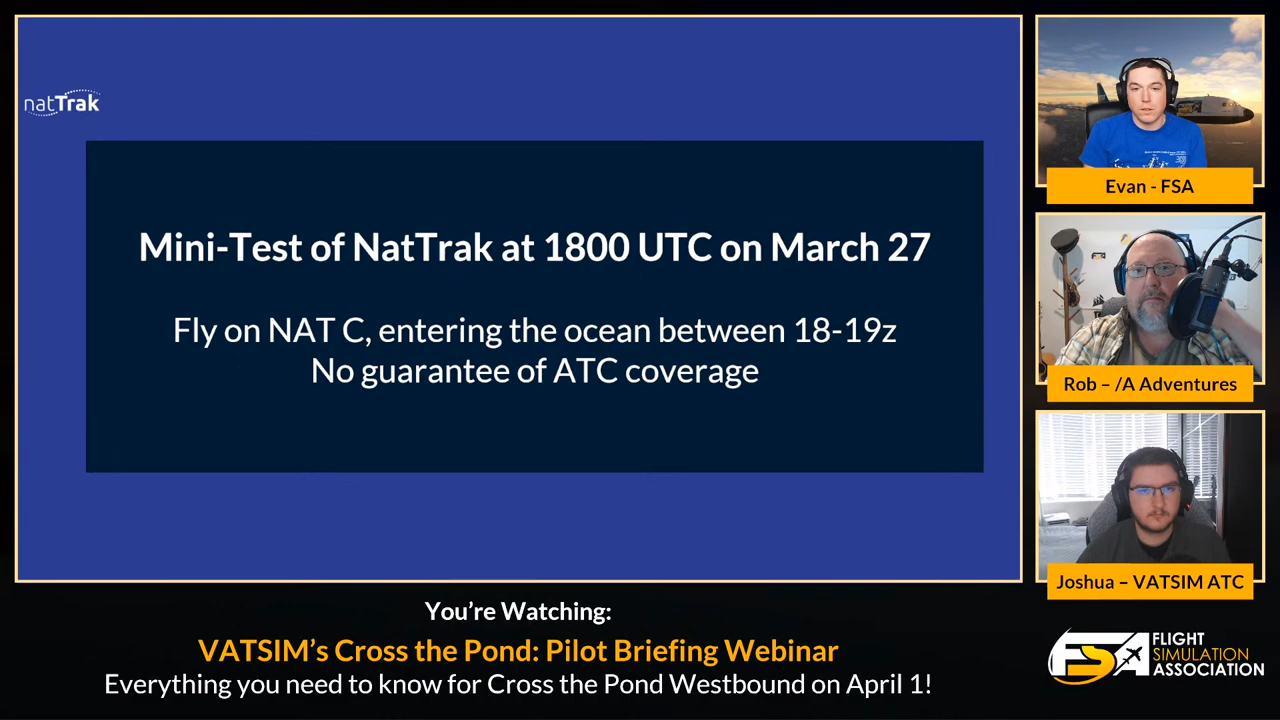 natTrak
Mini-Test of NatTrak at 1800 UTC on March 27
Fly on NAT C, entering the ocean between 18-19z
No guarantee of ATC coverage
Evan - FSA
Rob – /A Adventures
Joshua – VATSIM ATC
You're Watching:
VATSIM's Cross the Pond: Pilot Briefing Webinar
Everything you need to know for Cross the Pond Westbound on April 1!
FSA
FLIGHT
SIMULATION
ASSOCIATION